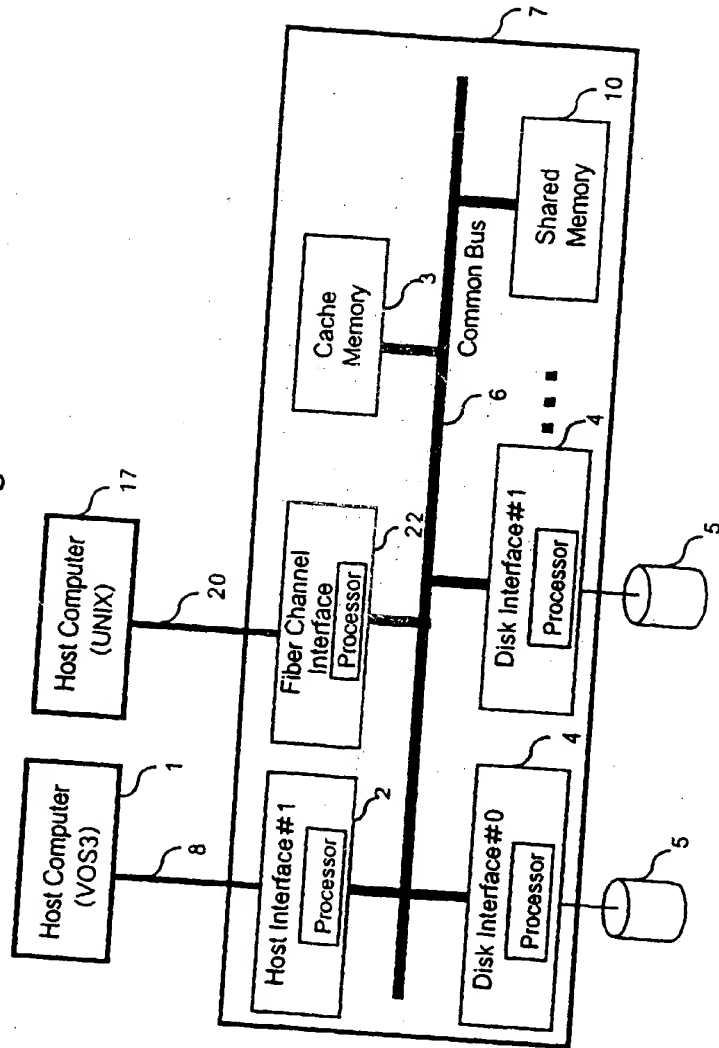 Host Computer
(VOS3)
1
8
Host Computer
(UNIX)
17
20
7
Host Interface#1
Processor
2
Fiber Channel
Interface
Processor
22
Cache
Memory
3
6
Common Bus
Disk Interface#0
Processor
4
5
Disk Interface#1
Processor
4
5
Shared
Memory
10